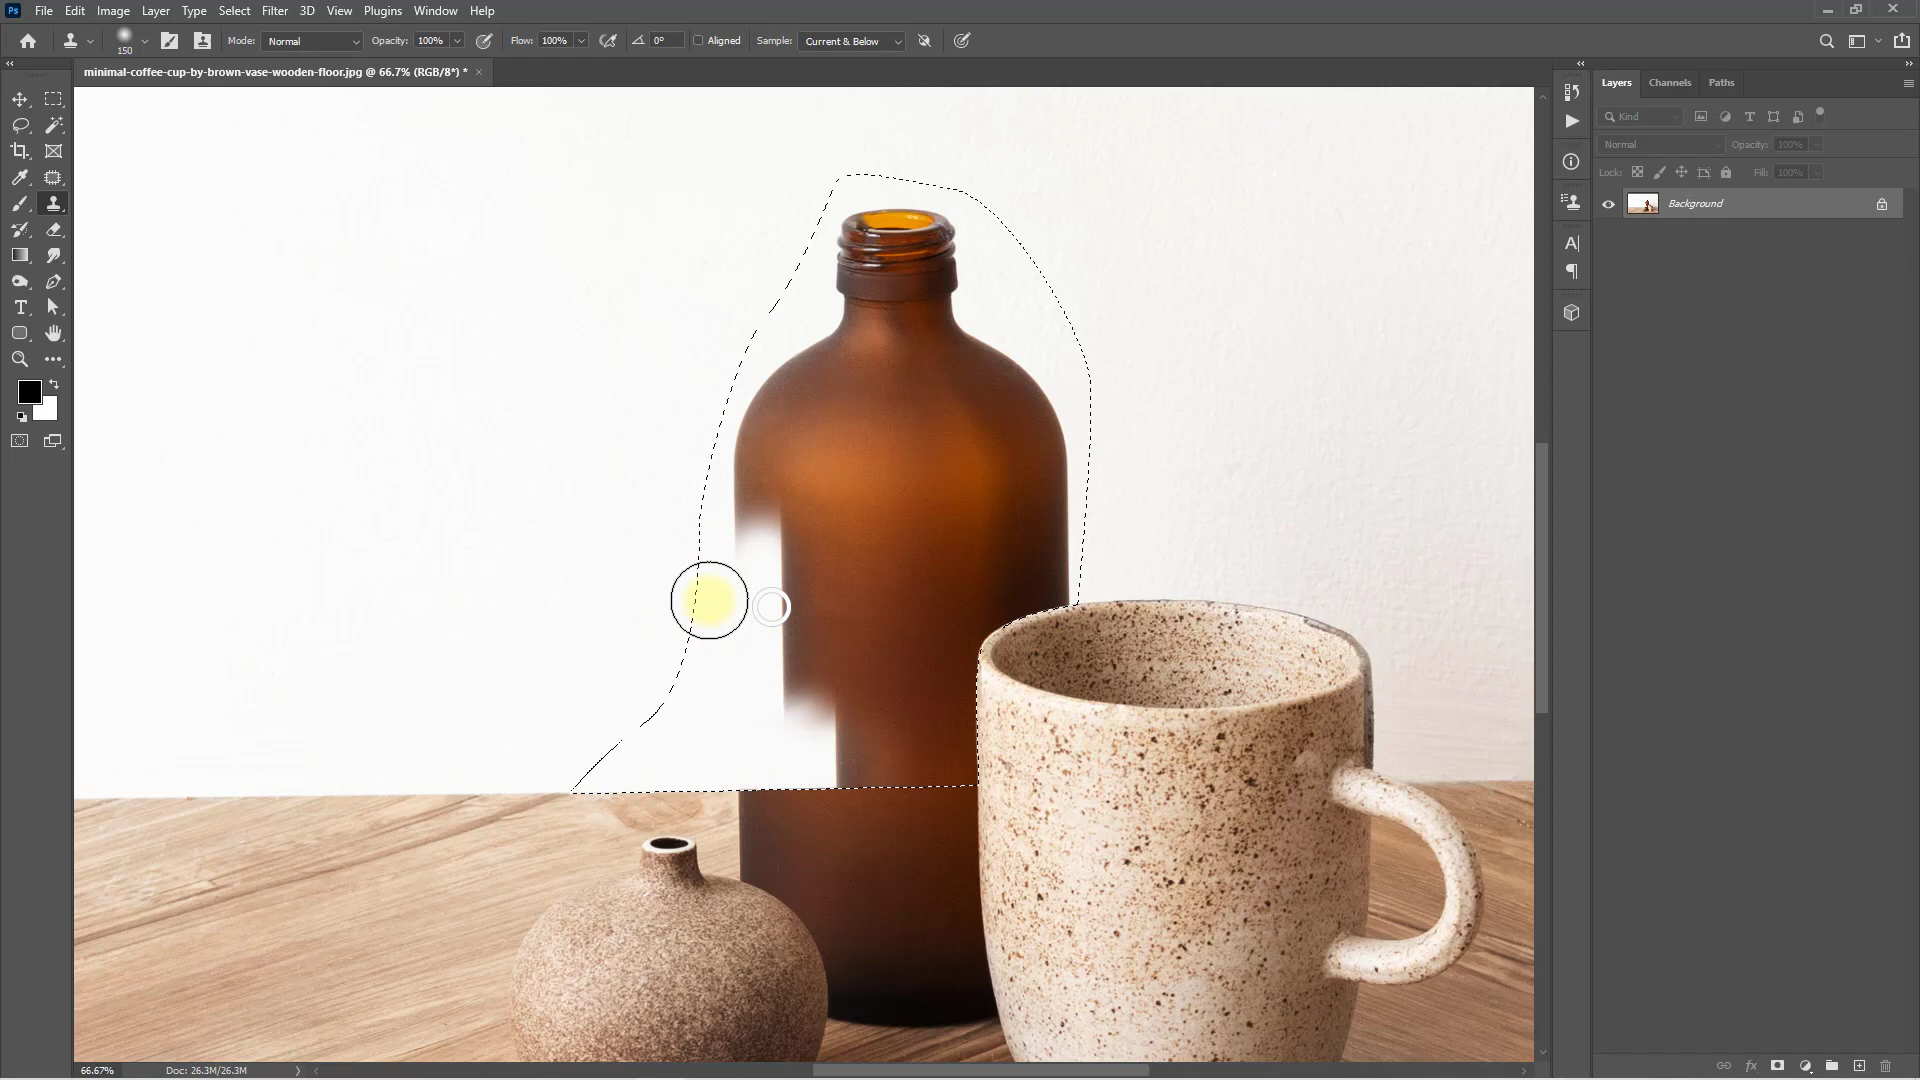 Ps File Edit Image Layer Type Select Filter 3D View Plugins Window Help
150 Mode: Normal Opacity: 100% Flow: 100% 0° Aligned Sample: Current & Below
minimal-coffee-cup-by-brown-vase-wooden-floor.jpg @ 66.7% (RGB/8*) * ×
Layers Channels Paths
Kind
Normal Opacity: 100%
Lock: Fill: 100%
Background
66.67% Doc: 26.3M/26.3M